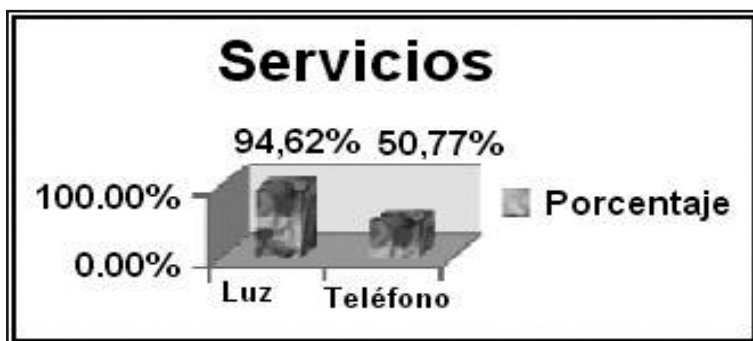 Servicios
94,62% 50,77%
100.00%
Porcentaje
0.00%
Luz Teléfono